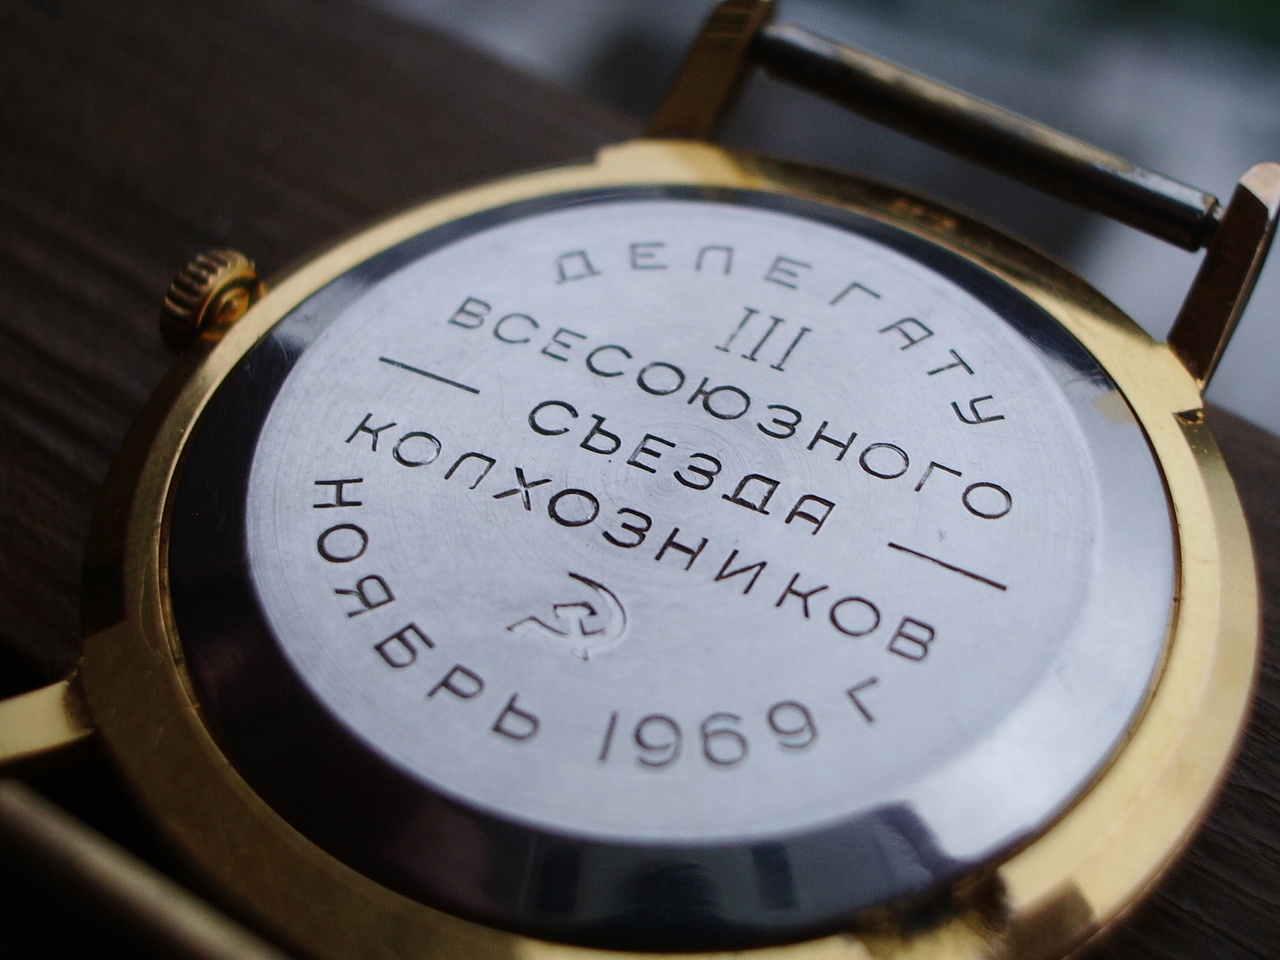 ДЕЛЕГАТУ
III
ВСЕСОЮЗНОГО
— СЪЕЗДА —
КОЛХОЗНИКОВ
НОЯБРЬ 1969 Г